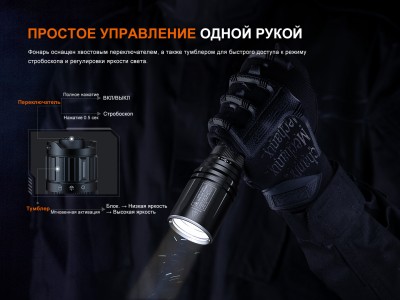 ПРОСТОЕ УПРАВЛЕНИЕ ОДНОЙ РУКОЙ
Фонарь оснащен хвостовым переключателем, а также тумблером для быстрого доступа к режиму
стробоскопа и регулировки яркости света.
Полное нажатие
ВКЛ/ВЫКЛ
Переключатель
Стробоскоп
Нажатие 0.5 сек
Тумблер
Мгновенная активация
Блок. → Низкая яркость
→ Высокая яркость
Mechanix